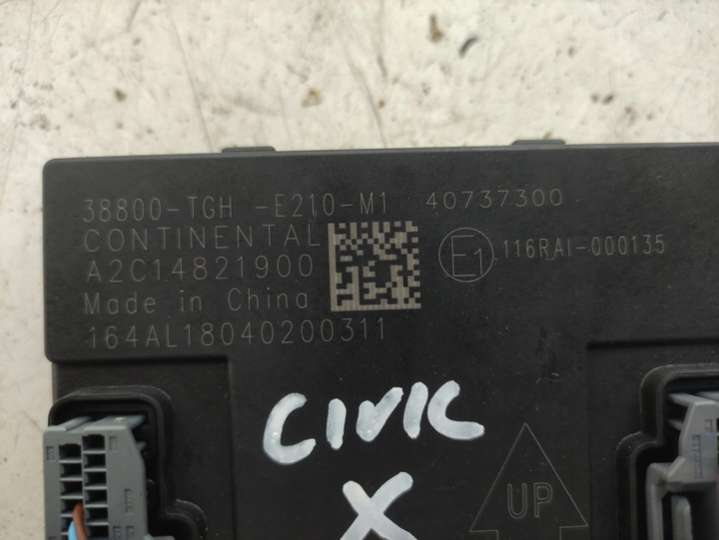 38800-TGH -E210-M1 40737300
CONTINENTAL
A2C14821900
Made in China
164AL18040200311
E1 116RAI-000135
CIVIC
X
UP